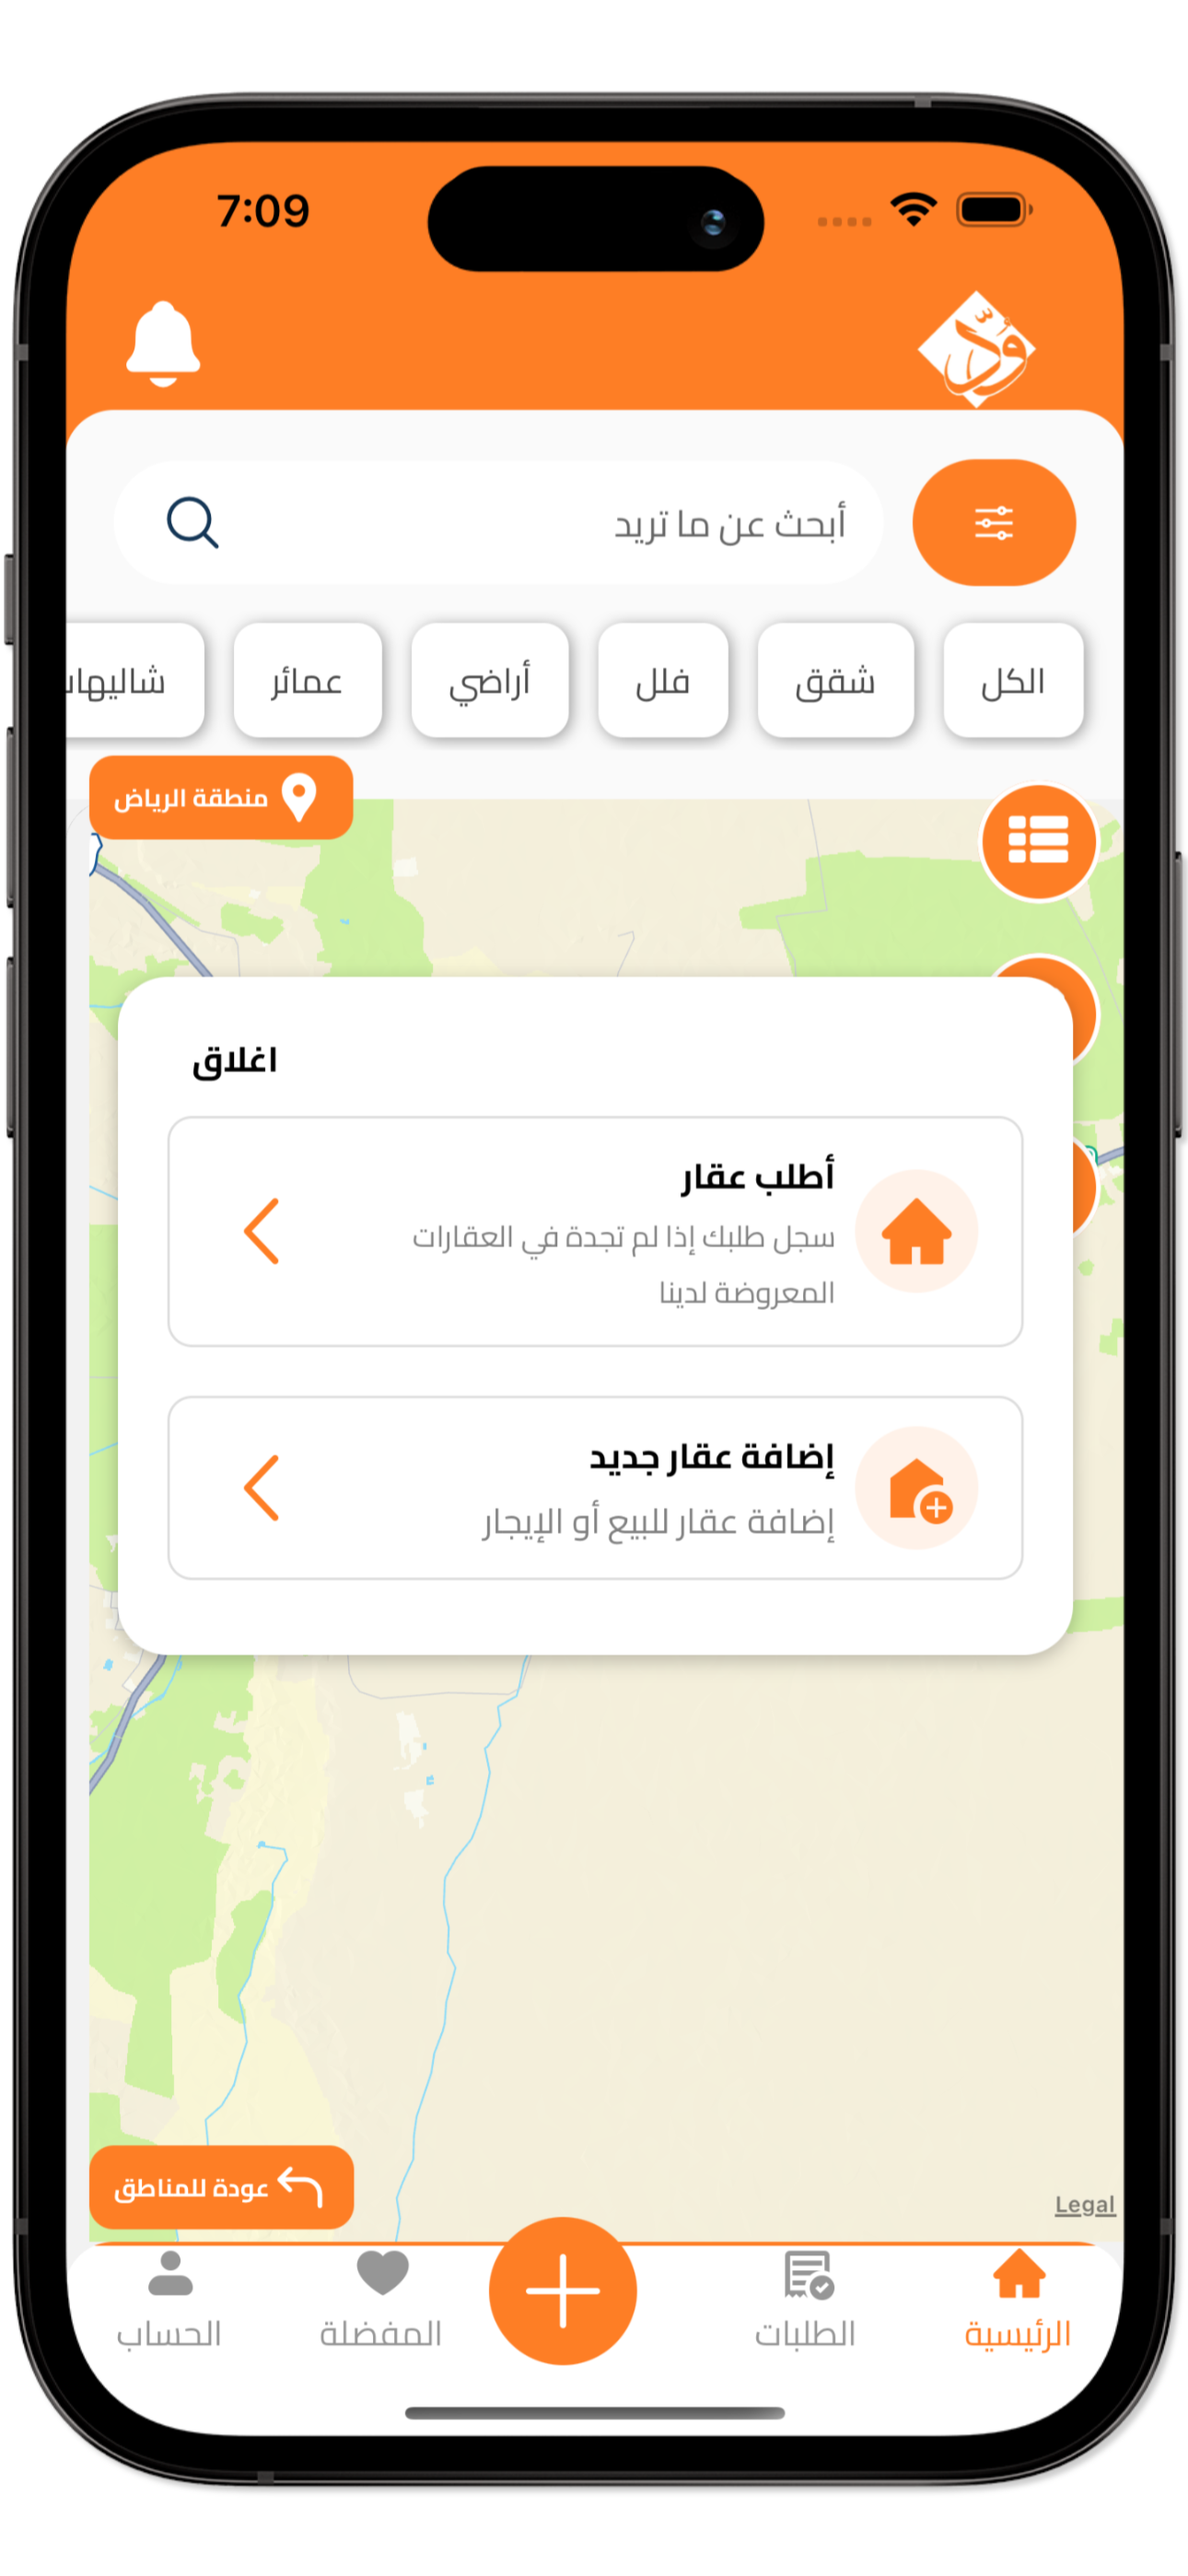 7:09
أبحث عن ما تريد
الكل
شقق
فلل
أراضي
عمائر
منطقة الرياض
اغلاق
أطلب عقار
سجل طلبك إذا لم تجدة في العقارات
المعروضة لدينا
إضافة عقار جديد
إضافة عقار للبيع أو الإيجار
عودة للمناطق
Legal
الرئيسية
الطلبات
المفضلة
الحساب